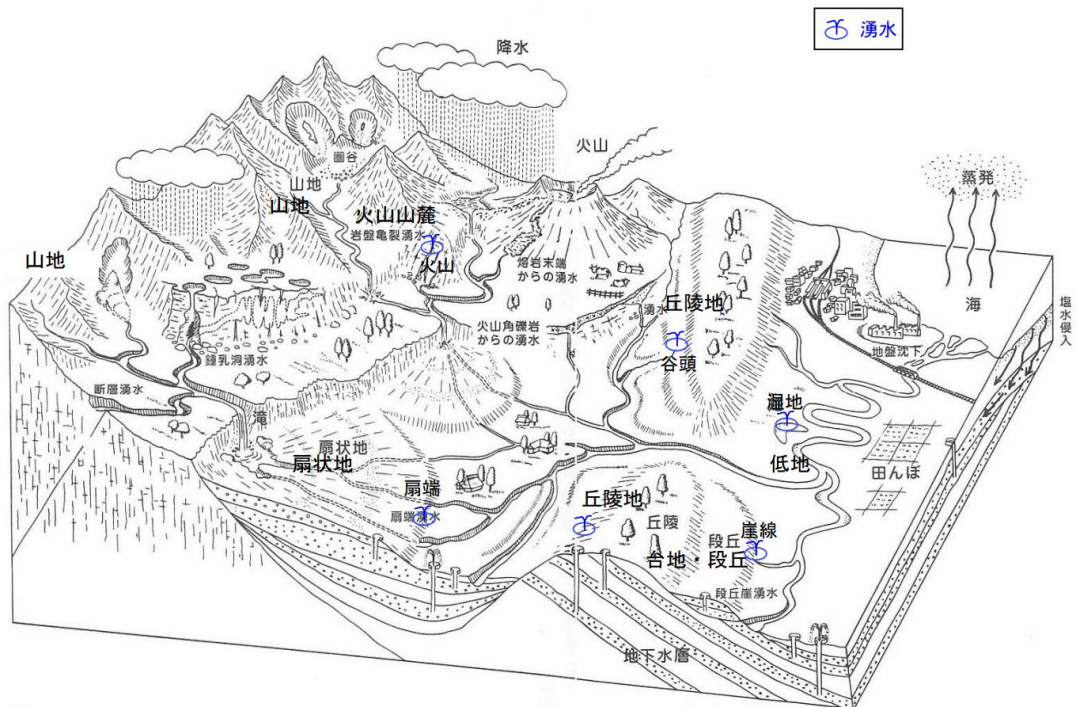 湧水
降水
火山
圏谷
蒸発
山地
山地
火山山麓
岩盤亀裂湧水
火山
山地
熔岩末端
からの湧水
海
塩水侵入
丘陵地
湧水
火山角礫岩
からの湧水
谷頭
地盤沈下
鍾乳洞湧水
断層湧水
湿地
滝
扇状地
扇状地
低地
田んぼ
扇端
扇端湧水
丘陵地
丘陵
段丘
崖線
台地・段丘
段丘崖湧水
地下水層